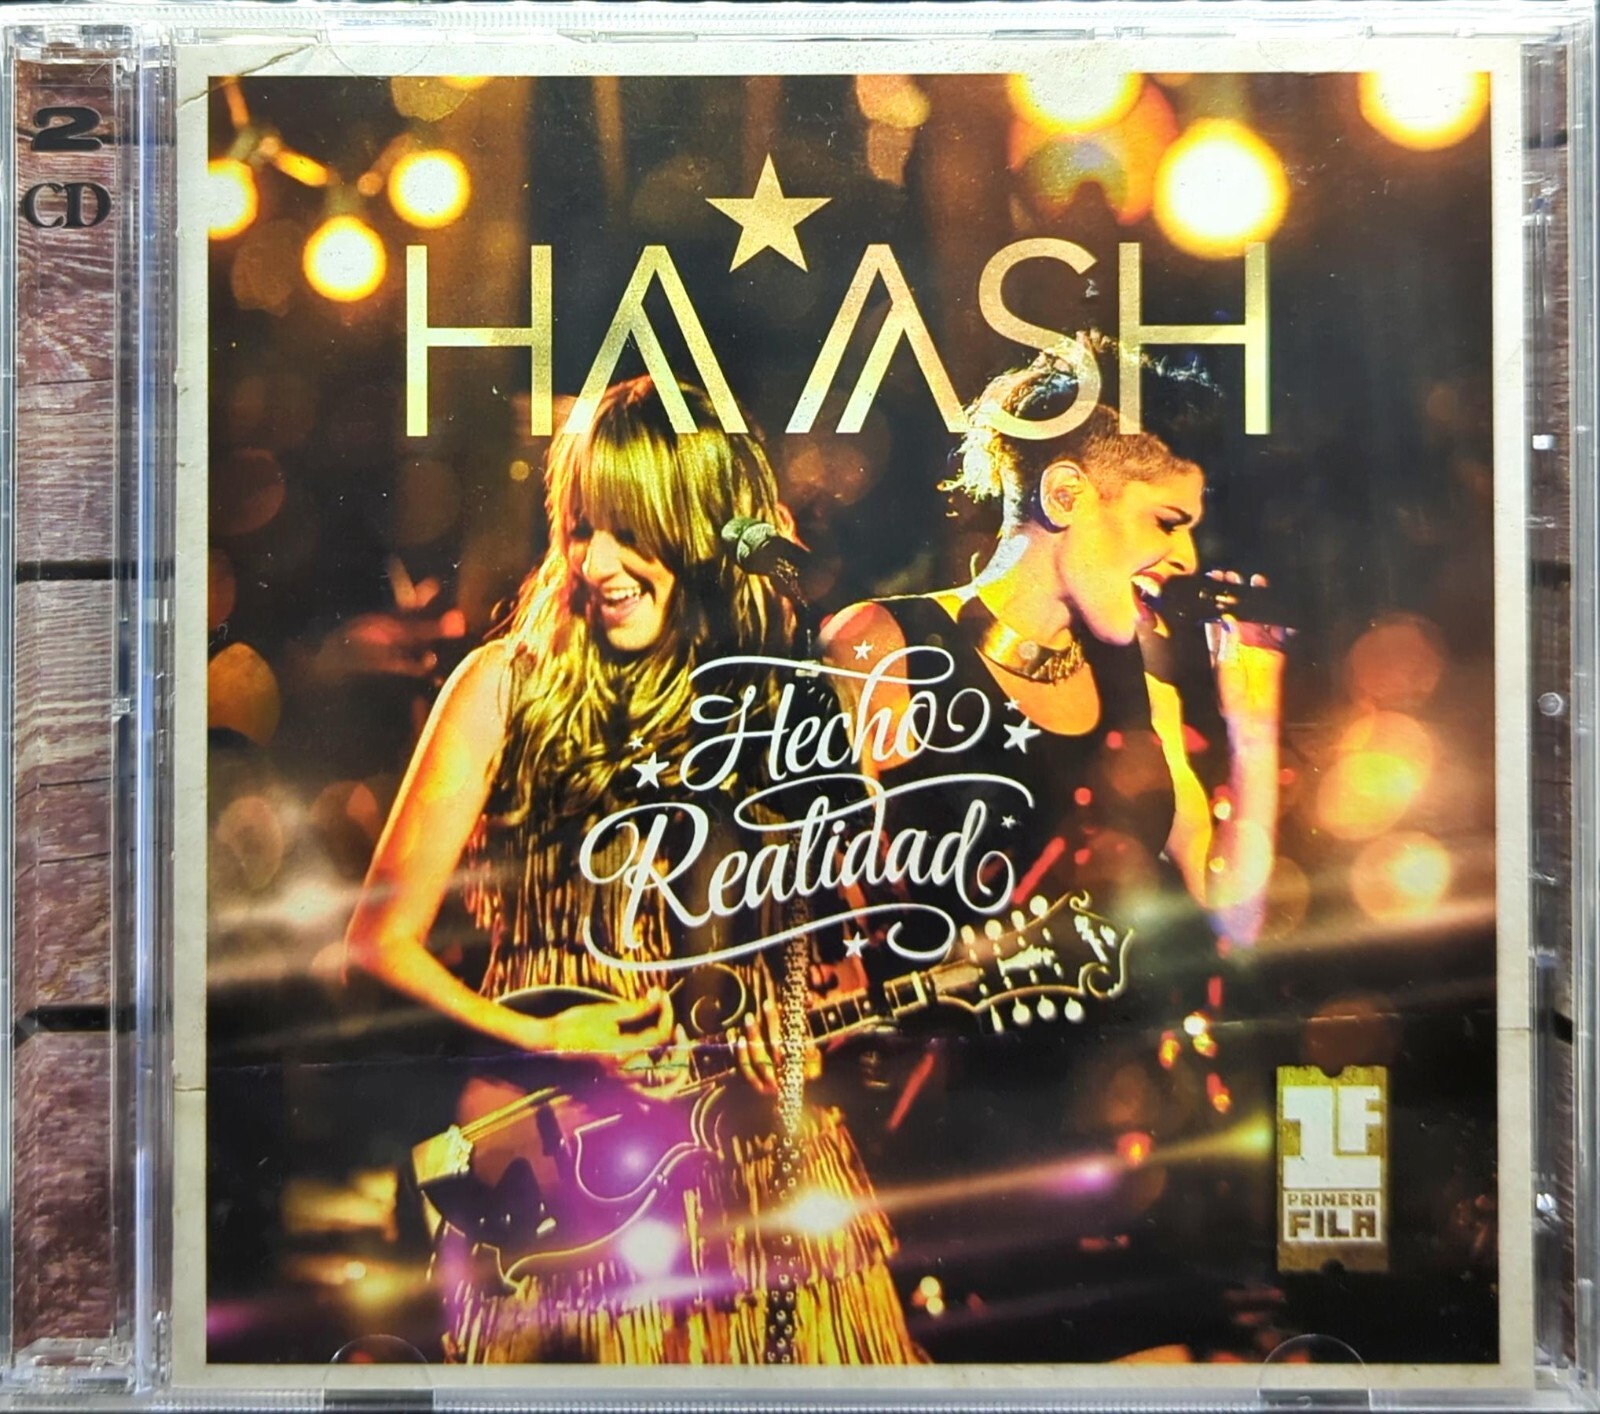 2
CD
HA★ASH
Hecho
Realidad
1F
PRIMERA
FILA